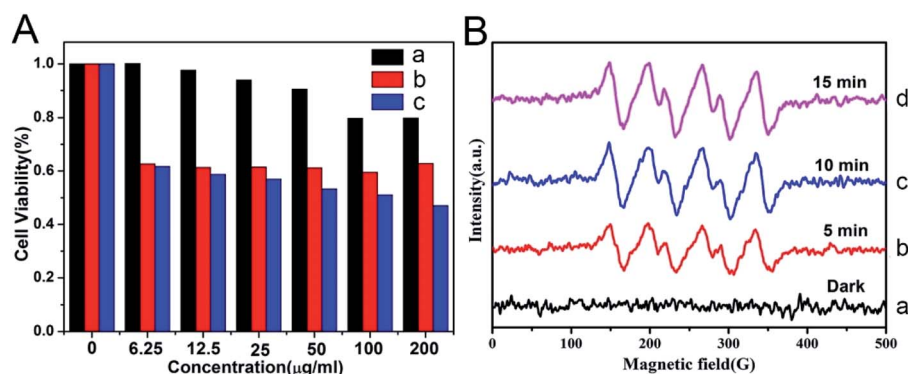 A
Cell Viability(%)
1.0
0.8
0.6
0.4
0.2
0.0
0
6.25
12.5
25
50
100
200
Concentration(μg/ml)
a
b
c
B
Intensity(a.u.)
15 min
d
10 min
c
5 min
b
Dark
a
0
100
200
300
400
500
Magnetic field(G)